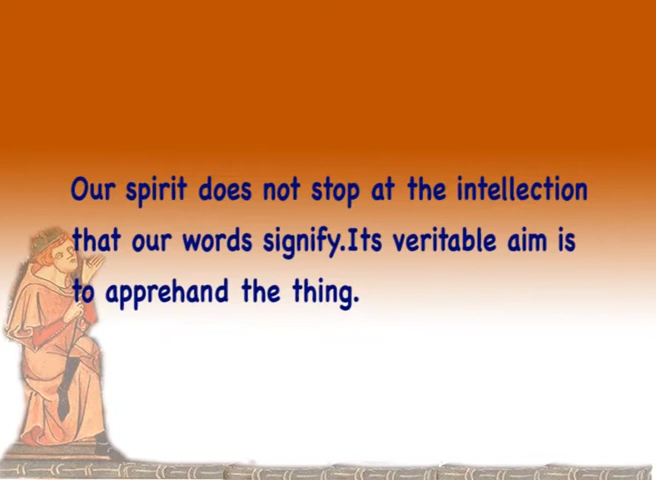 Our spirit does not stop at the intellection
that our words signify.Its veritable aim is
to apprehand the thing.